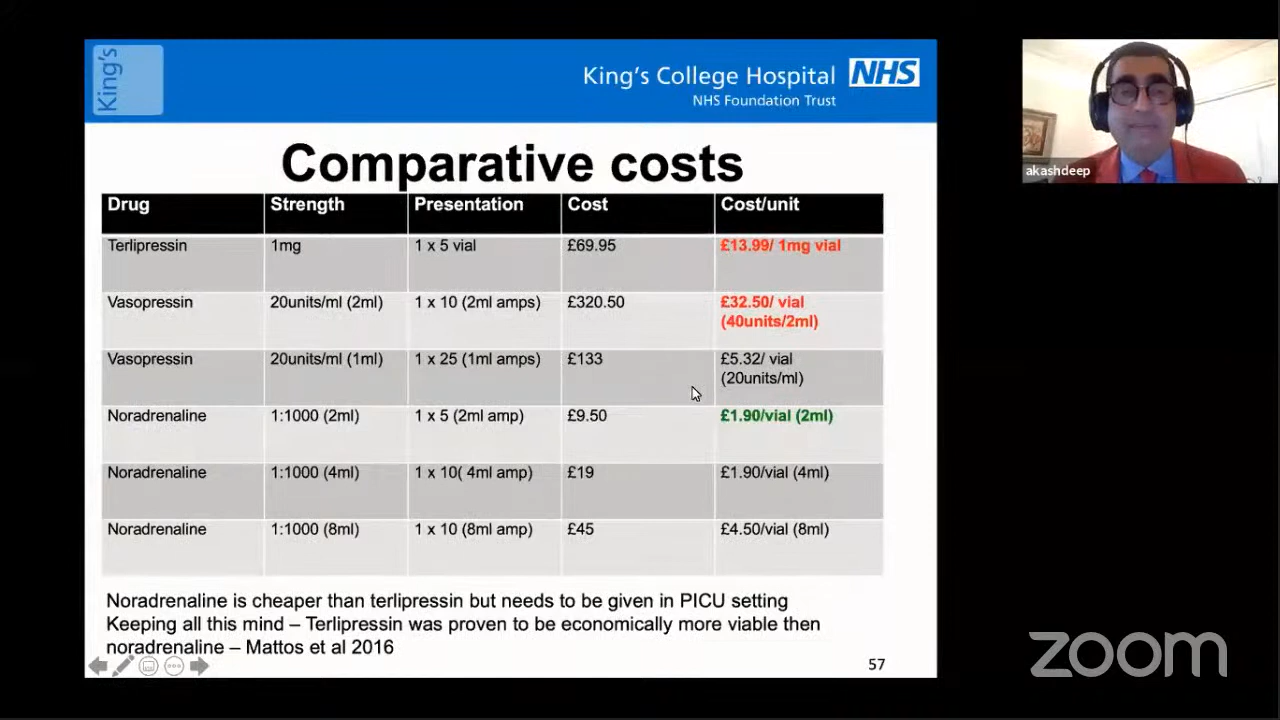 King's
King's College Hospital NHS
NHS Foundation Trust
akashdeep
Comparative costs
Drug Strength Presentation Cost Cost/unit
Terlipressin 1mg 1 x 5 vial £69.95 £13.99/ 1mg vial
Vasopressin 20units/ml (2ml) 1 x 10 (2ml amps) £320.50 £32.50/ vial
(40units/2ml)
Vasopressin 20units/ml (1ml) 1 x 25 (1ml amps) £133 £5.32/ vial
(20units/ml)
Noradrenaline 1:1000 (2ml) 1 x 5 (2ml amp) £9.50 £1.90/vial (2ml)
Noradrenaline 1:1000 (4ml) 1 x 10( 4ml amp) £19 £1.90/vial (4ml)
Noradrenaline 1:1000 (8ml) 1 x 10 (8ml amp) £45 £4.50/vial (8ml)
Noradrenaline is cheaper than terlipressin but needs to be given in PICU setting
Keeping all this mind – Terlipressin was proven to be economically more viable then
noradrenaline – Mattos et al 2016
57
zoom